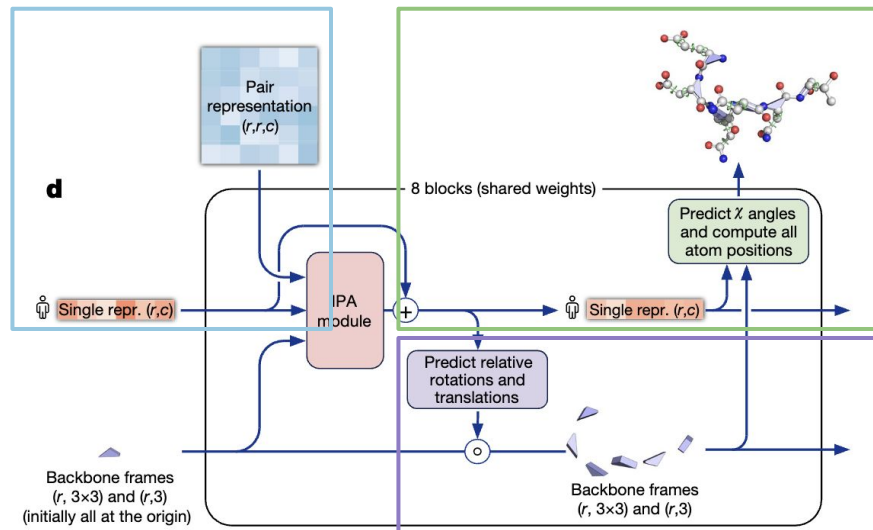 Pair
representation
(r,r,c)
d
8 blocks (shared weights)
Predict χ angles
and compute all
atom positions
Single repr. (r,c)
IPA
module
+
Single repr. (r,c)
Predict relative
rotations and
translations
Backbone frames
(r, 3×3) and (r,3)
(initially all at the origin)
Backbone frames
(r, 3×3) and (r,3)